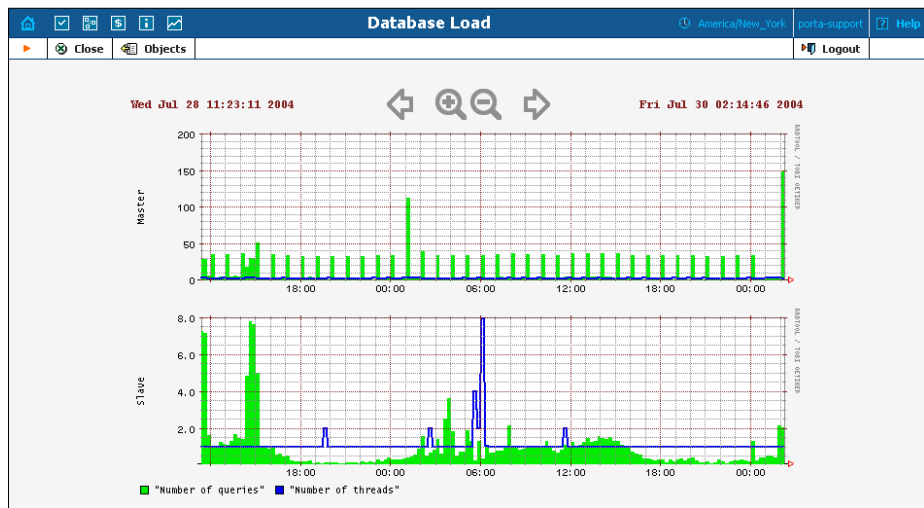 Database Load
America/New_York
porta-support
Help
Close
Objects
Logout
Wed Jul 28 11:23:11 2004
Fri Jul 30 02:14:46 2004
RRDTOOL / TOBI OETIKER
Master
200
150
100
50
0
18:00 00:00 06:00 12:00 18:00 00:00
RRDTOOL / TOBI OETIKER
Slave
8.0
6.0
4.0
2.0
18:00 00:00 06:00 12:00 18:00 00:00
"Number of queries" "Number of threads"